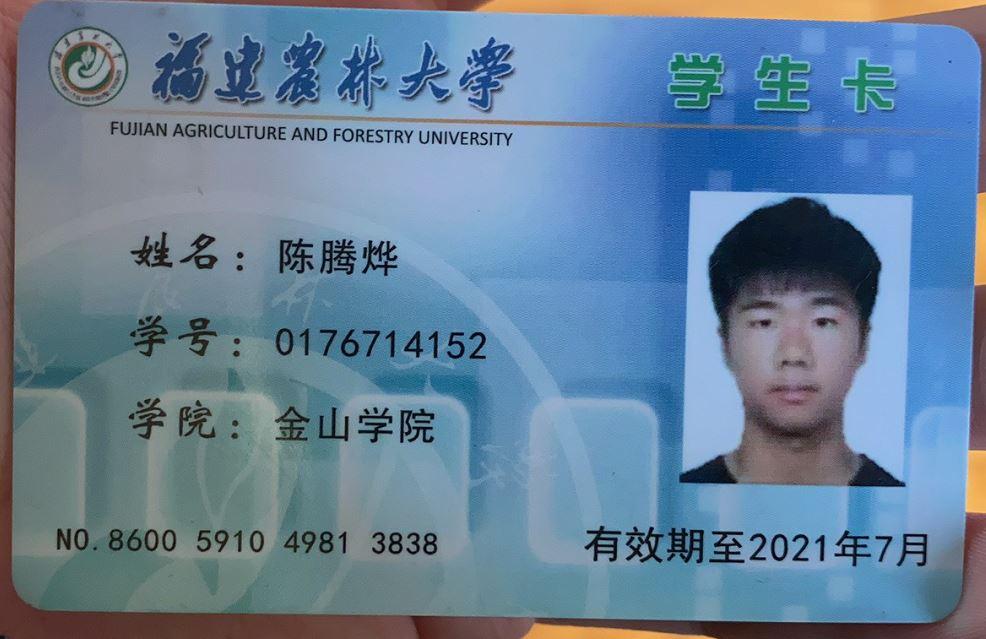 福建农林大学 学生卡
FUJIAN AGRICULTURE AND FORESTRY UNIVERSITY
姓名：陈腾烨
学号：0176714152
学院：金山学院
NO. 8600 5910 4981 3838
有效期至2021年7月